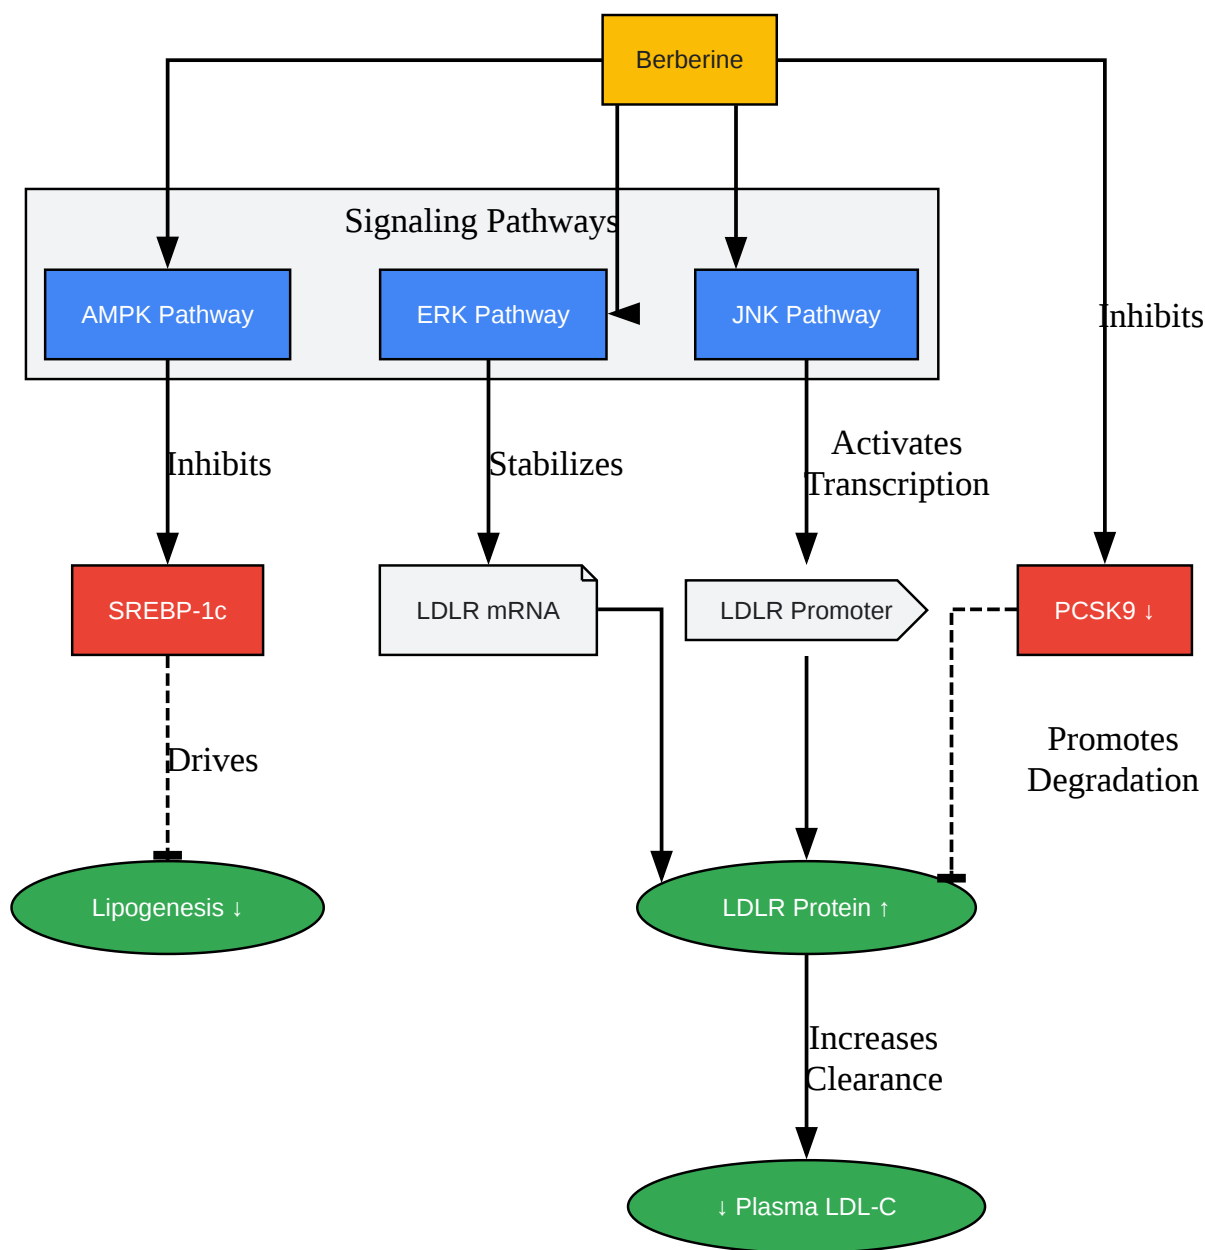 Berberine
Signaling Pathways
AMPK Pathway
ERK Pathway
JNK Pathway
Inhibits
Inhibits
Stabilizes
Activates
Transcription
SREBP-1c
LDLR mRNA
LDLR Promoter
PCSK9 ↓
Drives
Promotes
Degradation
Lipogenesis ↓
LDLR Protein ↑
Increases
Clearance
↓ Plasma LDL-C